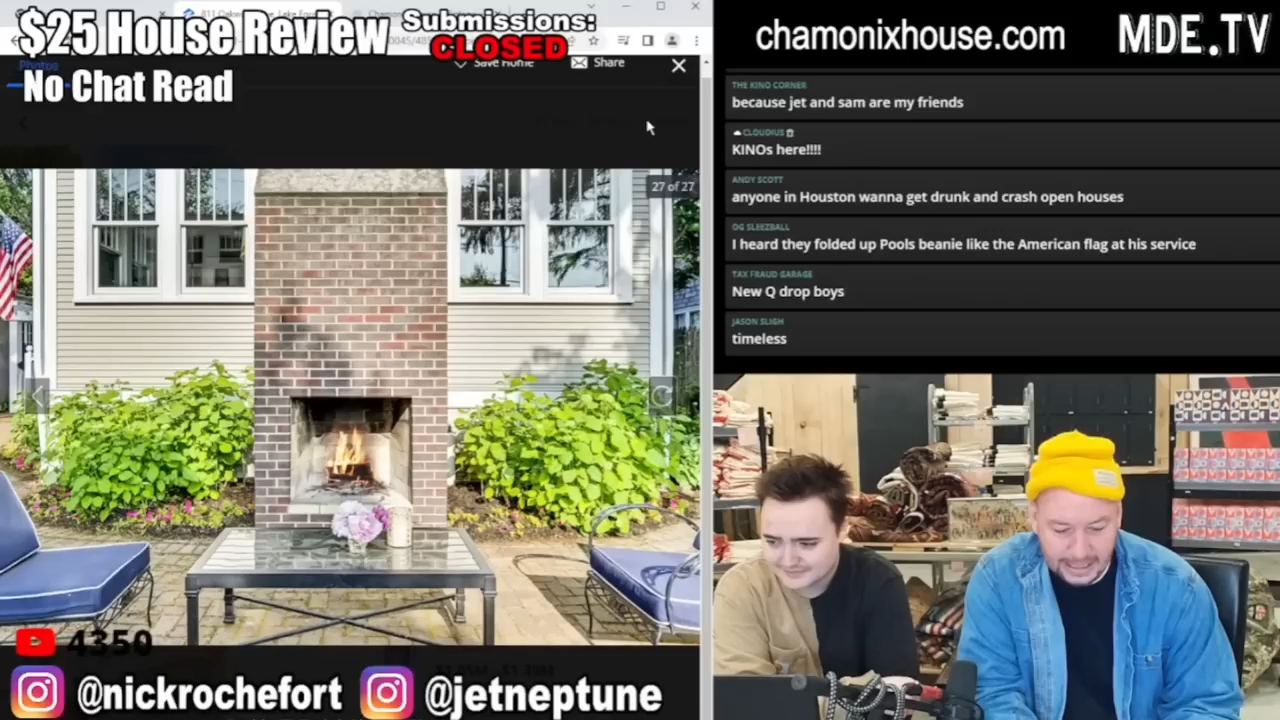 $25 House Review
Submissions:
CLOSED
No Chat Read
Photos
Save Home
Share
27 of 27
4350
@nickrochefort
@jetneptune
chamonixhouse.com
MDE.TV
THE KINO CORNER
because jet and sam are my friends
CLOUDIUS
KINOs here!!!!
ANDY SCOTT
anyone in Houston wanna get drunk and crash open houses
OG SLEEZBALL
I heard they folded up Pools beanie like the American flag at his service
TAX FRAUD GARAGE
New Q drop boys
JASON SLIGH
timeless